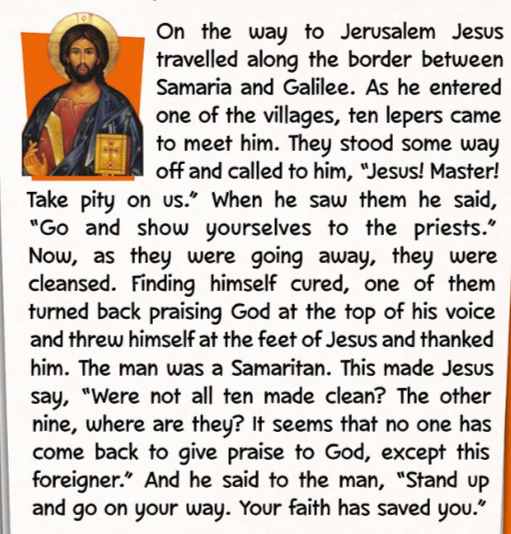 On the way to Jerusalem Jesus
travelled along the border between
Samaria and Galilee. As he entered
one of the villages, ten lepers came
to meet him. They stood some way
off and called to him, “Jesus! Master!
Take pity on us.” When he saw them he said,
“Go and show yourselves to the priests.”
Now, as they were going away, they were
cleansed. Finding himself cured, one of them
turned back praising God at the top of his voice
and threw himself at the feet of Jesus and thanked
him. The man was a Samaritan. This made Jesus
say, “Were not all ten made clean? The other
nine, where are they? It seems that no one has
come back to give praise to God, except this
foreigner.” And he said to the man, “Stand up
and go on your way. Your faith has saved you.”